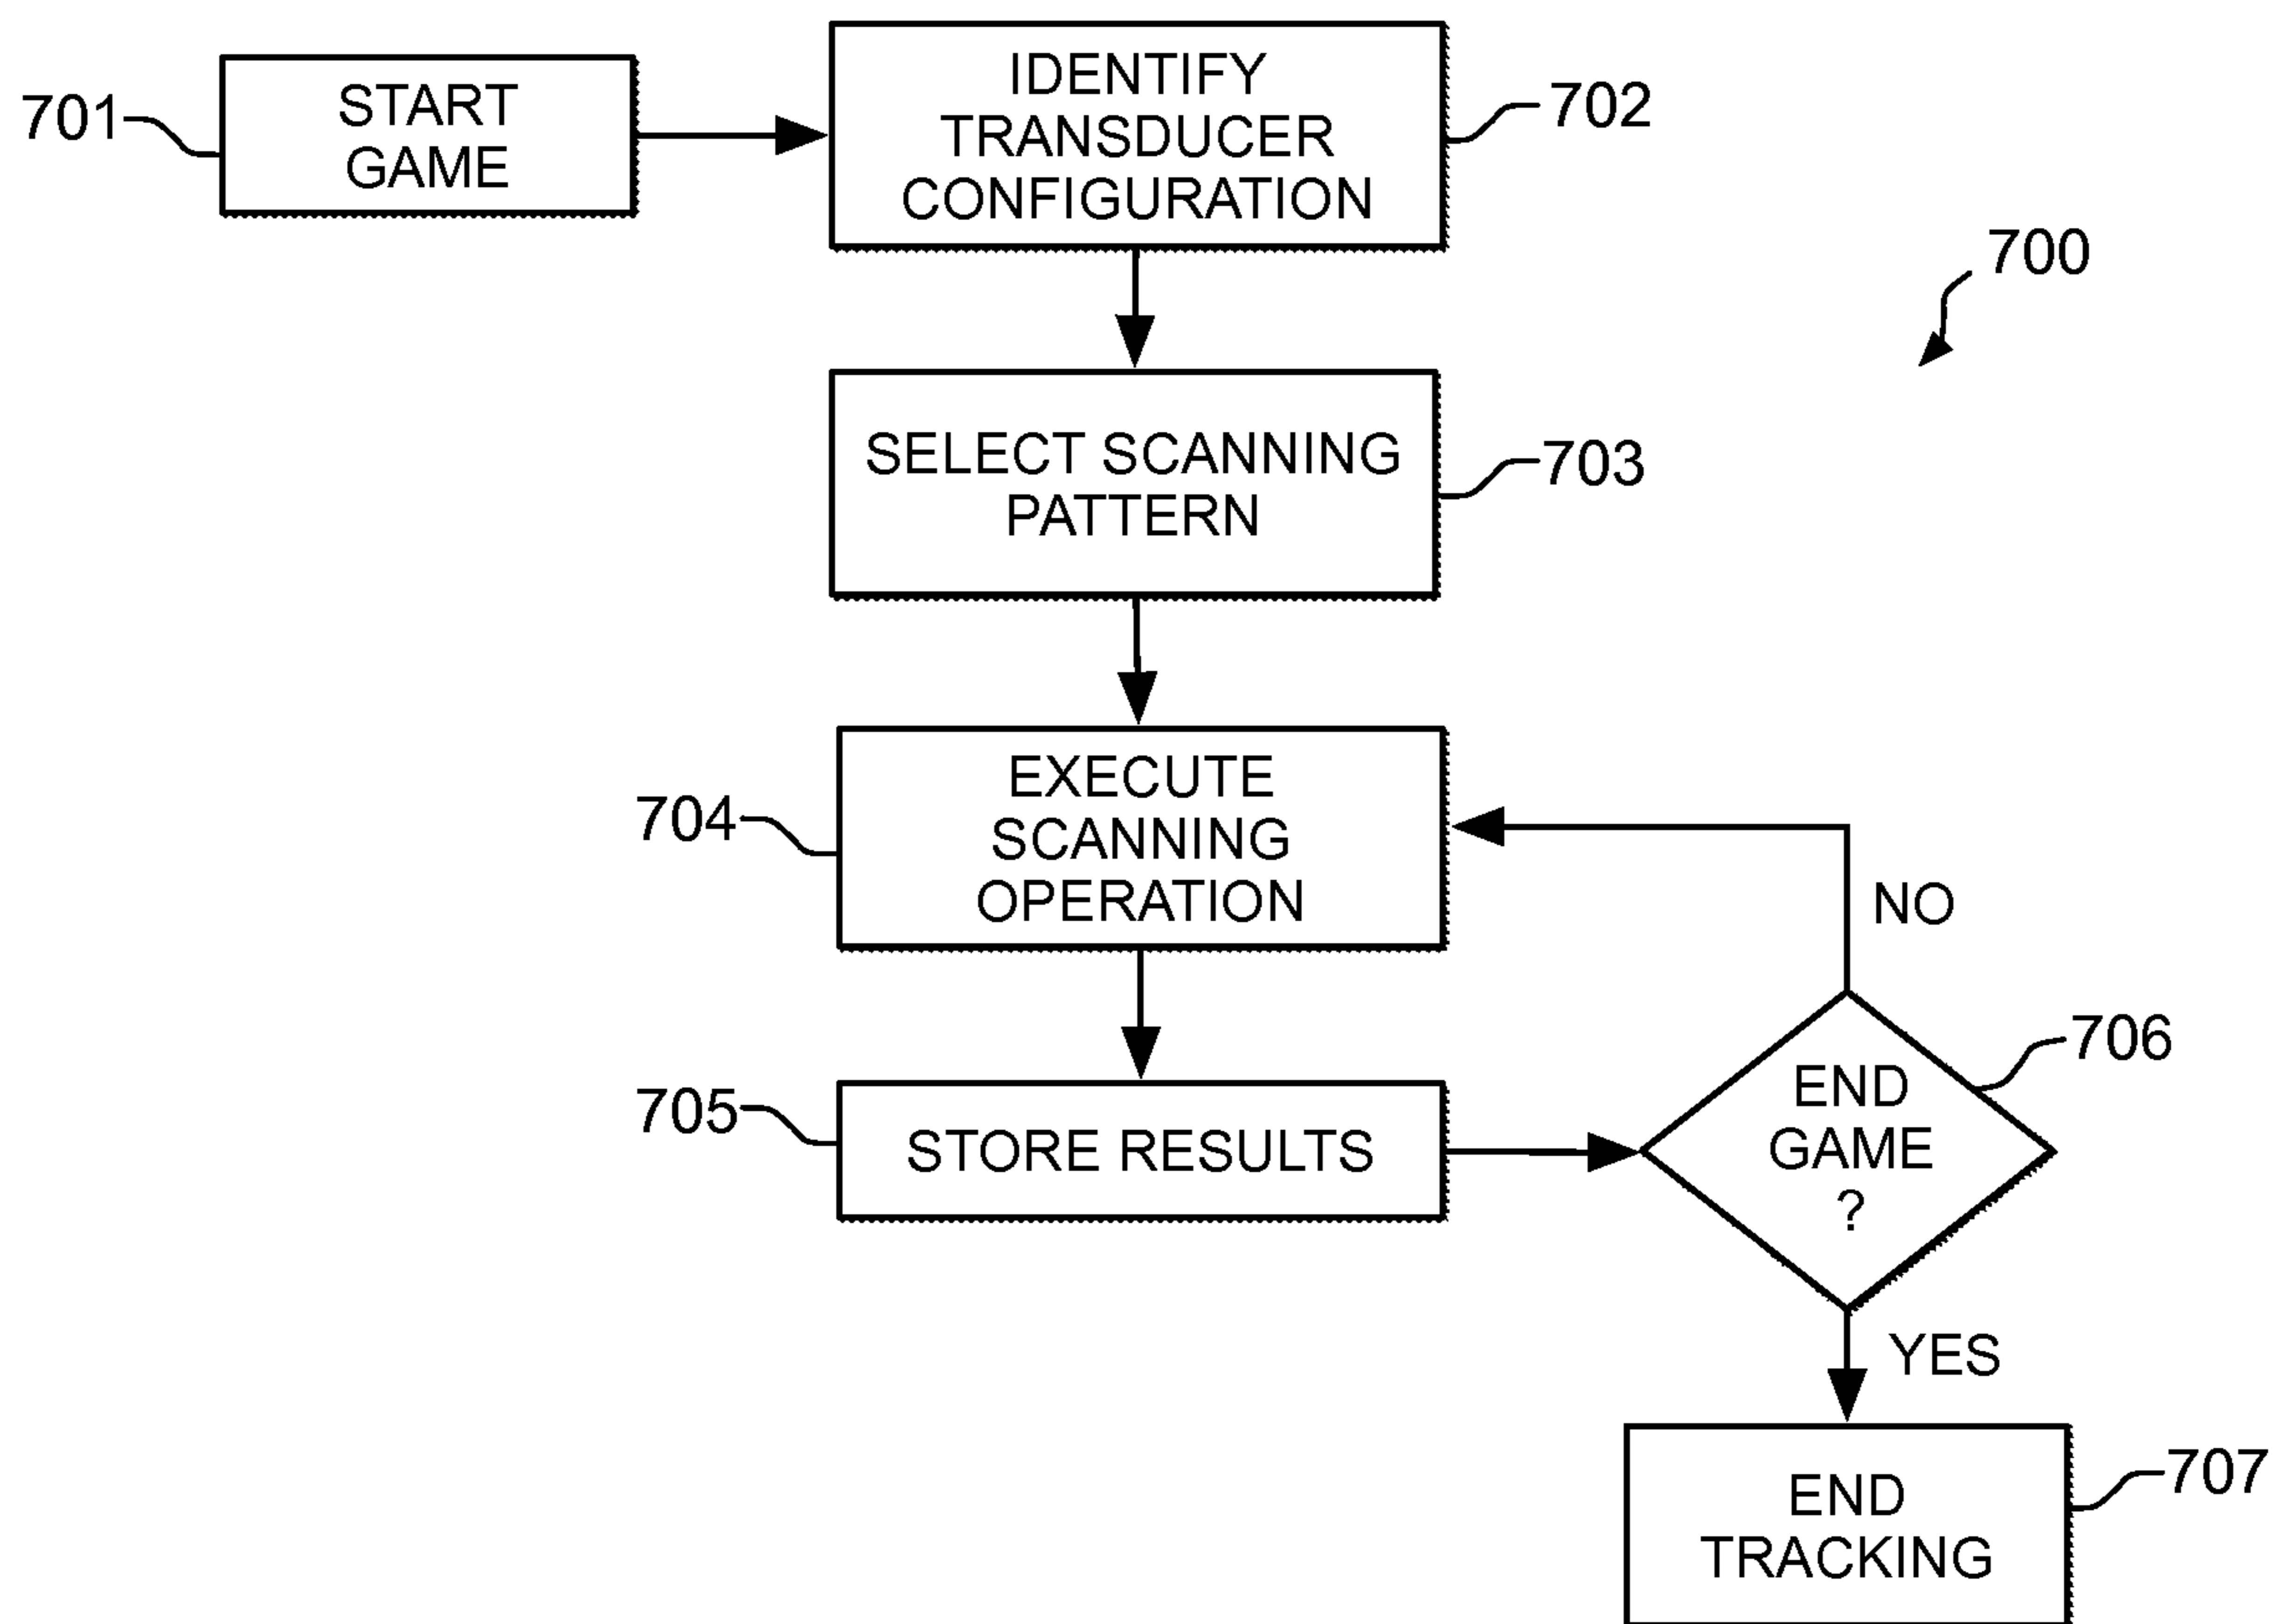 701
START
GAME
IDENTIFY
TRANSDUCER
CONFIGURATION
702
700
SELECT SCANNING
PATTERN
703
704
EXECUTE
SCANNING
OPERATION
NO
705
STORE RESULTS
END
GAME
?
706
YES
END
TRACKING
707